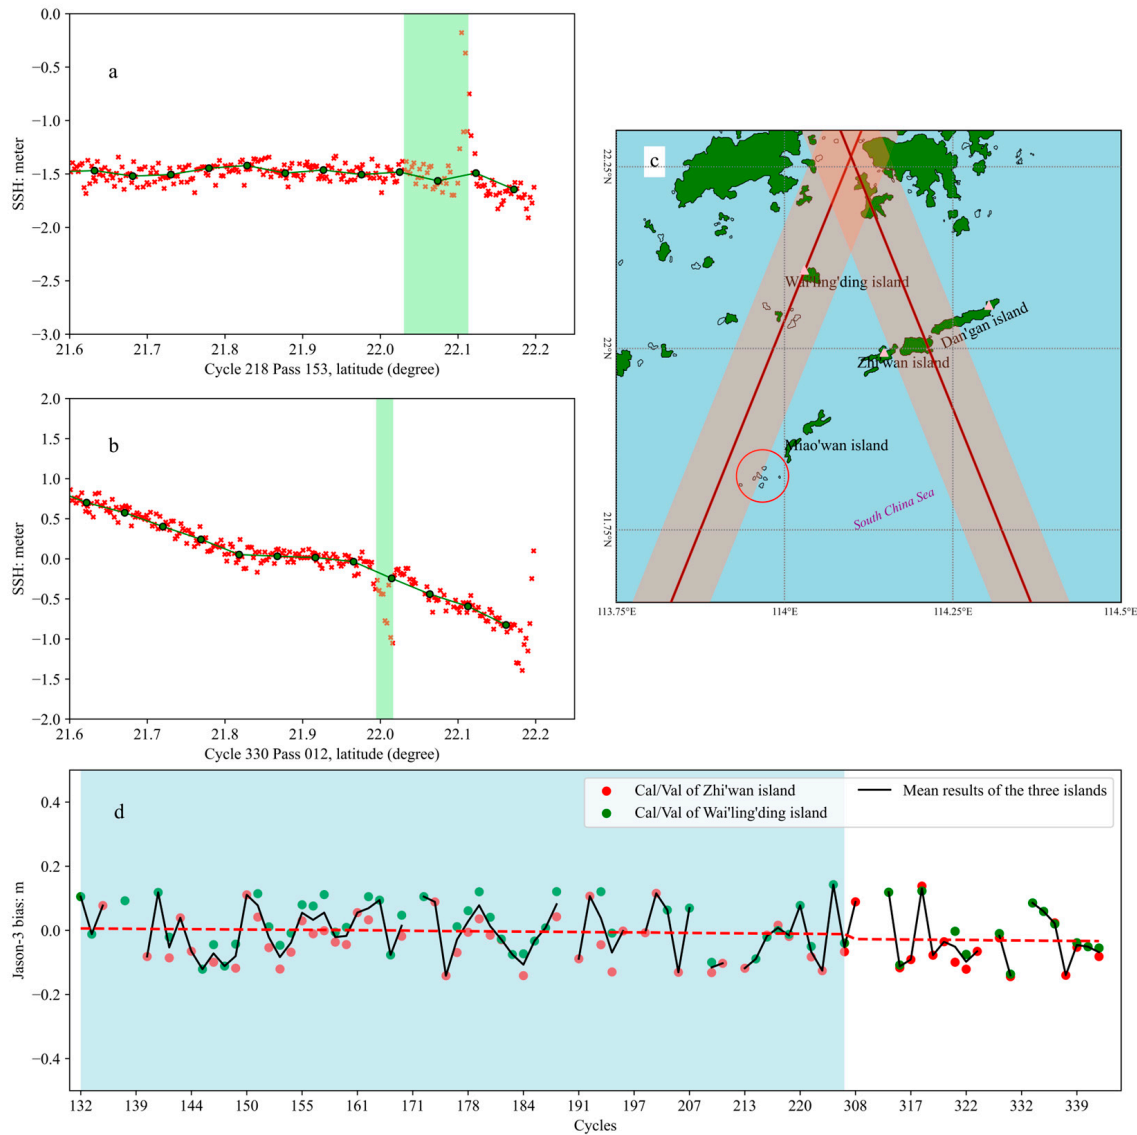 0.0
−0.5
−1.0
−1.5
−2.0
−2.5
−3.0
SSH: meter
a
21.6 21.7 21.8 21.9 22.0 22.1 22.2
Cycle 218 Pass 153, latitude (degree)
2.0
1.5
1.0
0.5
0.0
−0.5
−1.0
−1.5
−2.0
SSH: meter
b
21.6 21.7 21.8 21.9 22.0 22.1 22.2
Cycle 330 Pass 012, latitude (degree)
c
22.25°N
22°N
21.75°N
Wai'ling'ding island
Dan'gan island
Zhi'wan island
Miao'wan island
South China Sea
113.75°E 114°E 114.25°E 114.5°E
0.4
0.2
0.0
−0.2
−0.4
Jason-3 bias: m
d
Cal/Val of Zhi'wan island
Cal/Val of Wai'ling'ding island
Mean results of the three islands
132 139 144 150 156 161 171 178 184 191 197 207 213 220 308 317 322 332 339
Cycles